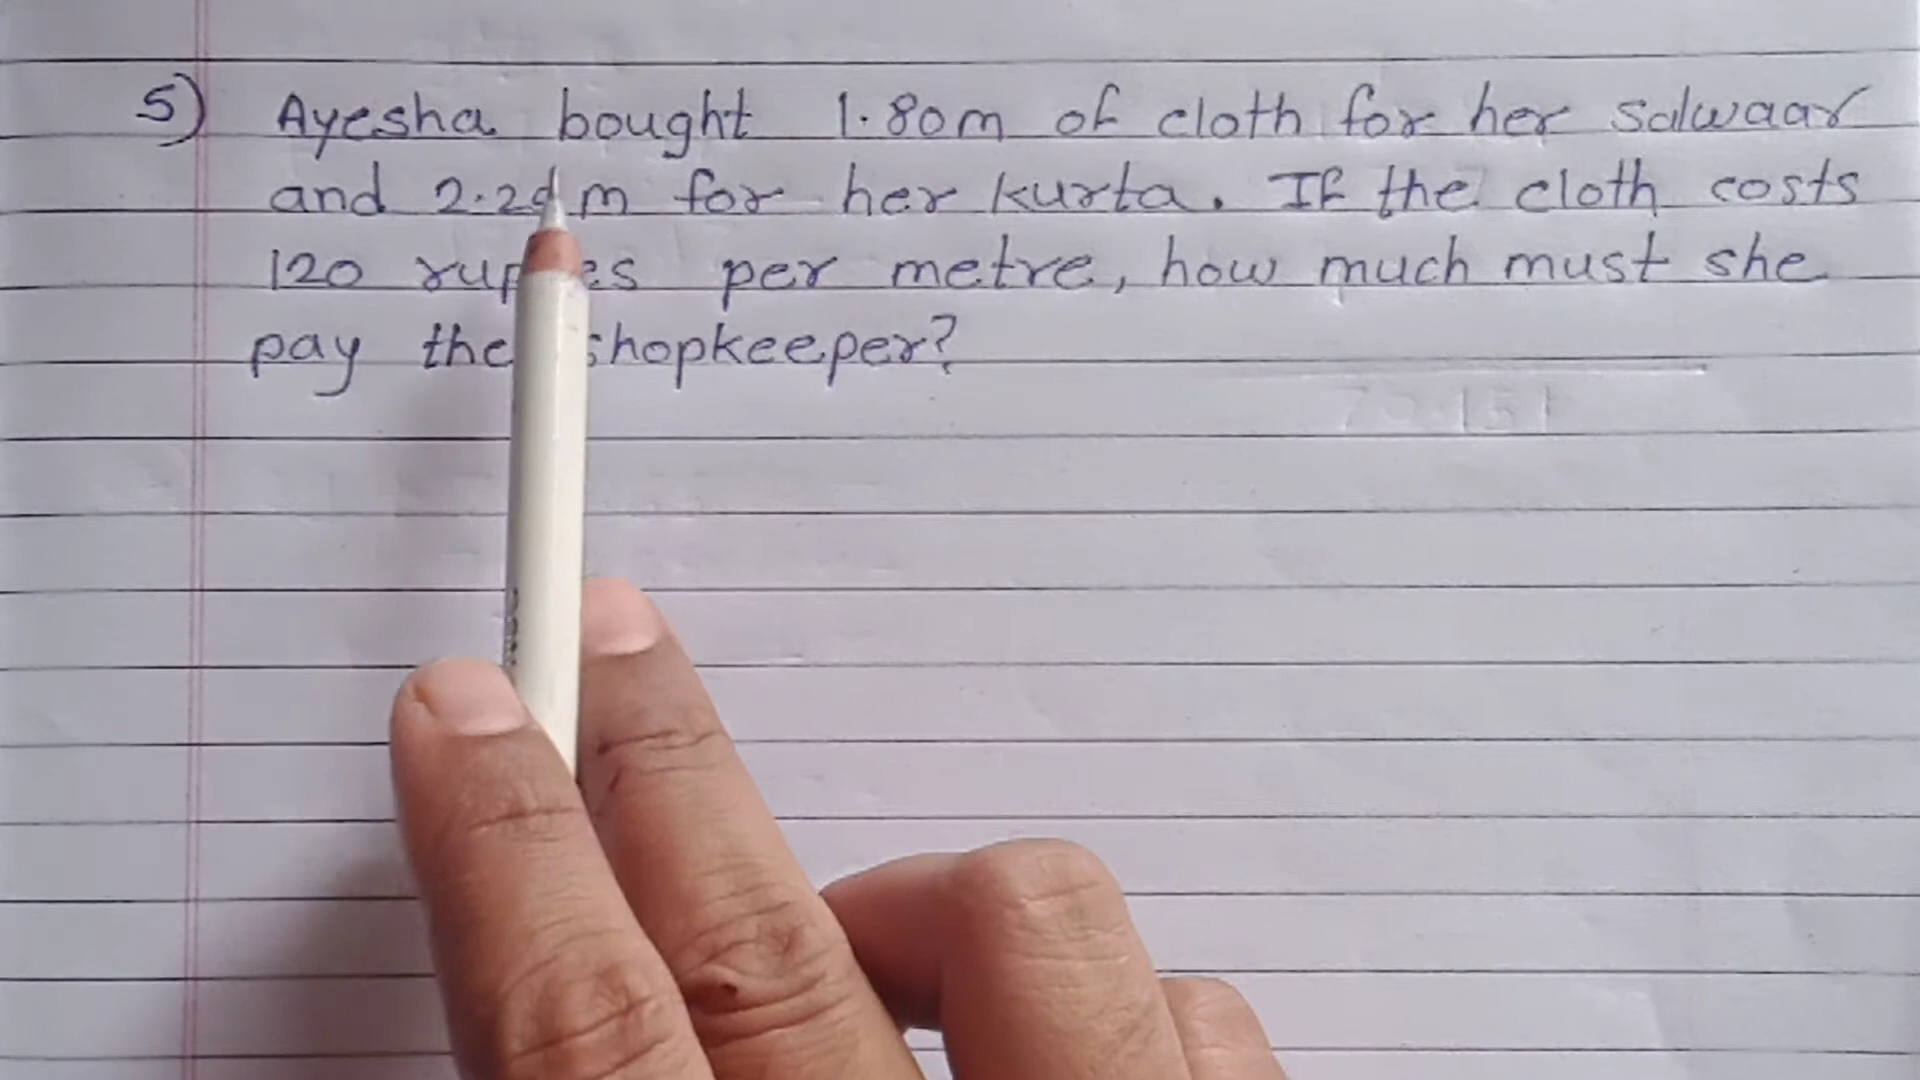 5) Ayesha bought 1.80m of cloth for her salwaar
and m for her kurta. If the cloth costs
120 rupees per metre, how much must she
pay the shopkeeper?